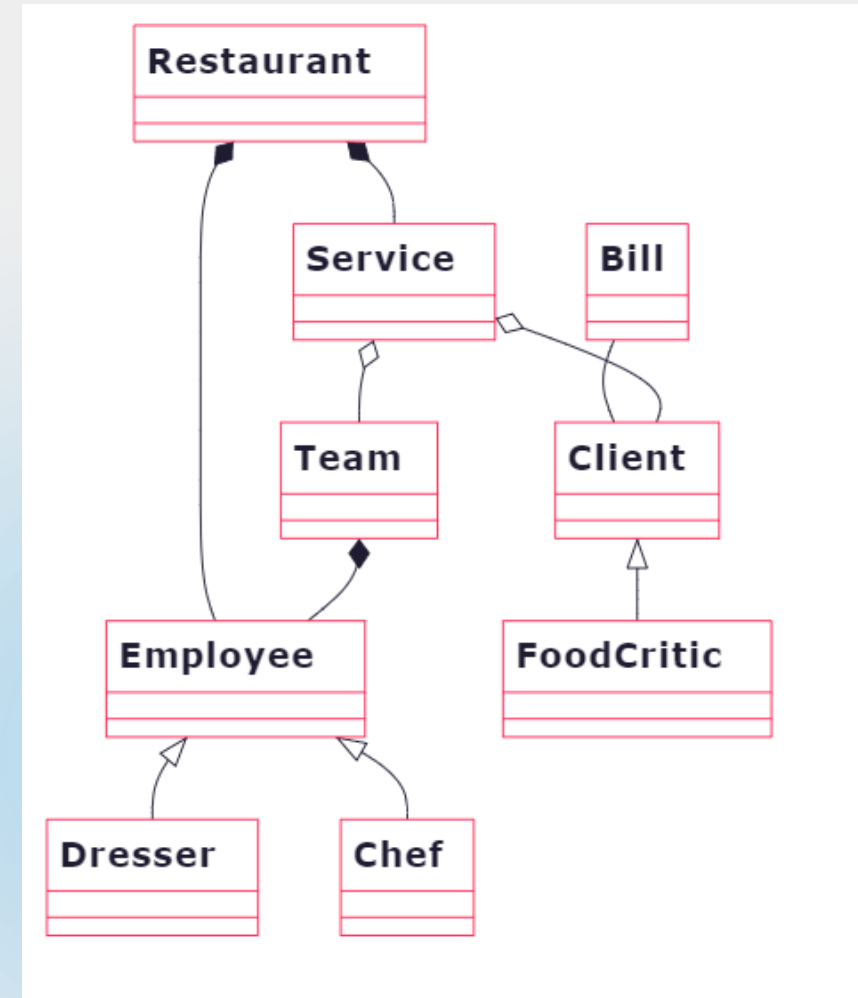 Restaurant
Service
Bill
Team
Client
Employee
FoodCritic
Dresser
Chef